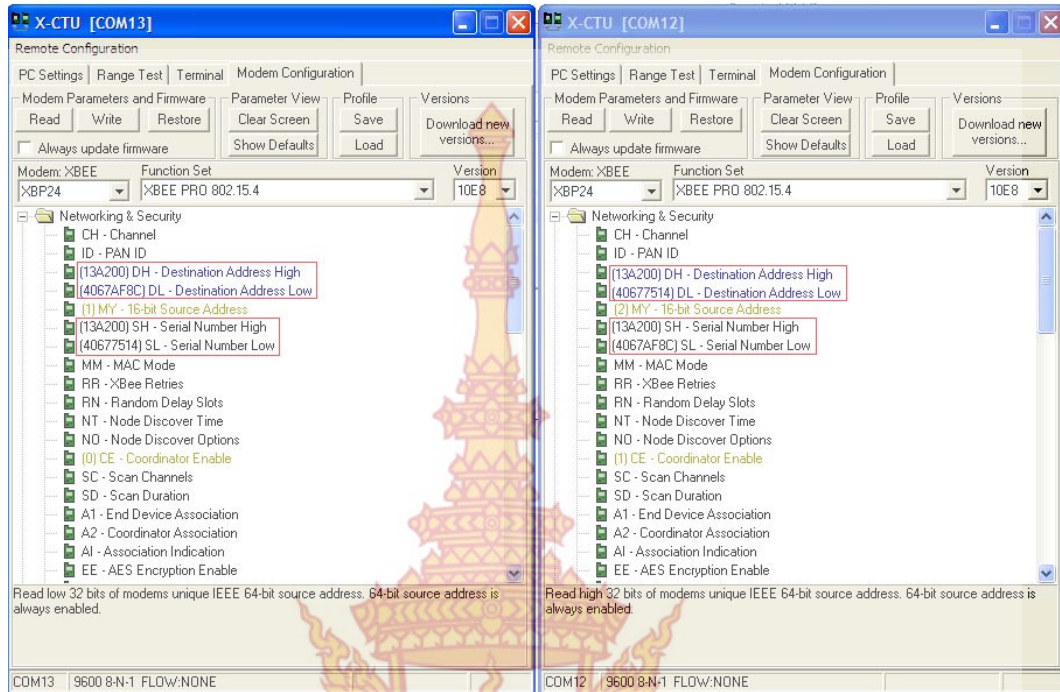 X-CTU [COM13]
Remote Configuration
PC Settings Range Test Terminal Modem Configuration
Modem Parameters and Firmware Parameter View Profile Versions
Read Write Restore Clear Screen Save Download new versions...
Always update firmware Show Defaults Load
Modem: XBEE Function Set Version
XBP24 XBEE PRO 802.15.4 10E8
Networking & Security
CH - Channel
ID - PAN ID
(13A200) DH - Destination Address High
(4067AF8C) DL - Destination Address Low
(1) MY - 16-bit Source Address
(13A200) SH - Serial Number High
(40677514) SL - Serial Number Low
MM - MAC Mode
RR - XBee Retries
RN - Random Delay Slots
NT - Node Discover Time
NO - Node Discover Options
(0) CE - Coordinator Enable
SC - Scan Channels
SD - Scan Duration
A1 - End Device Association
A2 - Coordinator Association
AI - Association Indication
EE - AES Encryption Enable
Read low 32 bits of modems unique IEEE 64-bit source address. 64-bit source address is
always enabled.
COM13 9600 8-N-1 FLOW:NONE
X-CTU [COM12]
Remote Configuration
PC Settings Range Test Terminal Modem Configuration
Modem Parameters and Firmware Parameter View Profile Versions
Read Write Restore Clear Screen Save Download new versions...
Always update firmware Show Defaults Load
Modem: XBEE Function Set Version
XBP24 XBEE PRO 802.15.4 10E8
Networking & Security
CH - Channel
ID - PAN ID
(13A200) DH - Destination Address High
(40677514) DL - Destination Address Low
(2) MY - 16-bit Source Address
(13A200) SH - Serial Number High
(4067AF8C) SL - Serial Number Low
MM - MAC Mode
RR - XBee Retries
RN - Random Delay Slots
NT - Node Discover Time
NO - Node Discover Options
(1) CE - Coordinator Enable
SC - Scan Channels
SD - Scan Duration
A1 - End Device Association
A2 - Coordinator Association
AI - Association Indication
EE - AES Encryption Enable
Read high 32 bits of modems unique IEEE 64-bit source address. 64-bit source address is
always enabled.
COM12 9600 8-N-1 FLOW:NONE